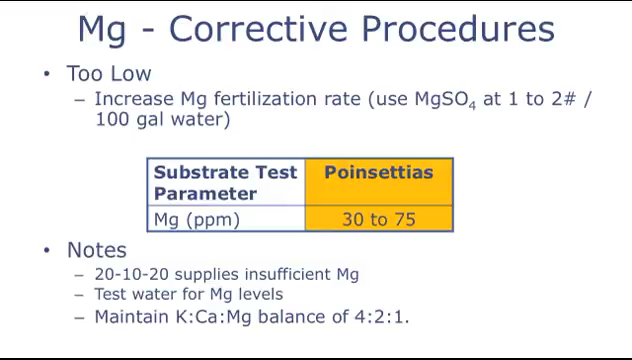 Mg - Corrective Procedures
• Too Low
– Increase Mg fertilization rate (use MgSO₄ at 1 to 2# /
100 gal water)
Substrate Test Poinsettias
Parameter
Mg (ppm) 30 to 75
• Notes
– 20-10-20 supplies insufficient Mg
– Test water for Mg levels
– Maintain K:Ca:Mg balance of 4:2:1.